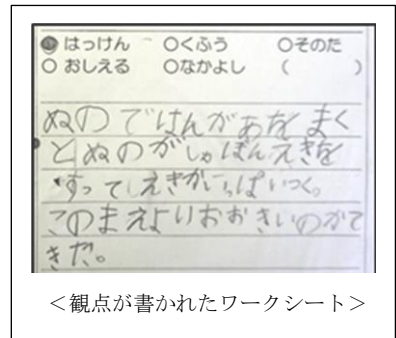 はっけん ○くふう ○そのた
○おしえる ○なかよし ( )
ぬのではんがあをまく
とぬのがしゃぼんえきを
すってえきがいっぱいつく。
このまえよりおおきいのがで
きた。
＜観点が書かれたワークシート＞